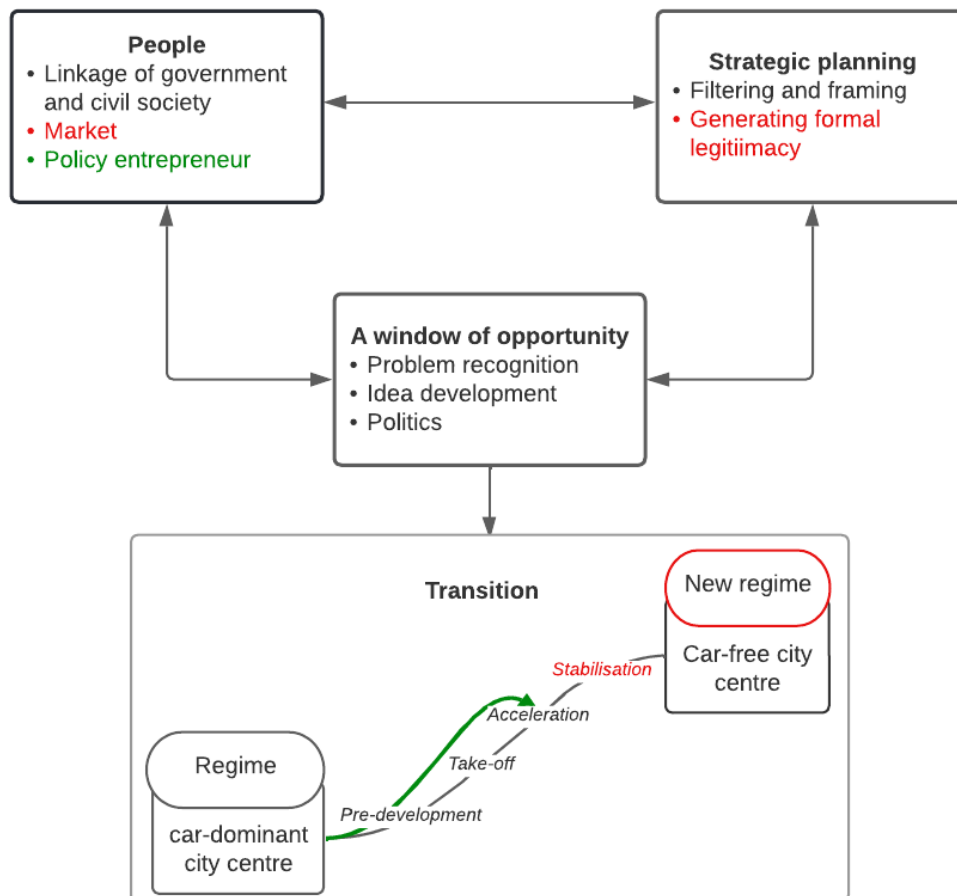 People
• Linkage of government
and civil society
• Market
• Policy entrepreneur
Strategic planning
• Filtering and framing
• Generating formal
legitiimacy
A window of opportunity
• Problem recognition
• Idea development
• Politics
Transition
New regime
Car-free city
centre
Stabilisation
Acceleration
Take-off
Pre-development
Regime
car-dominant
city centre